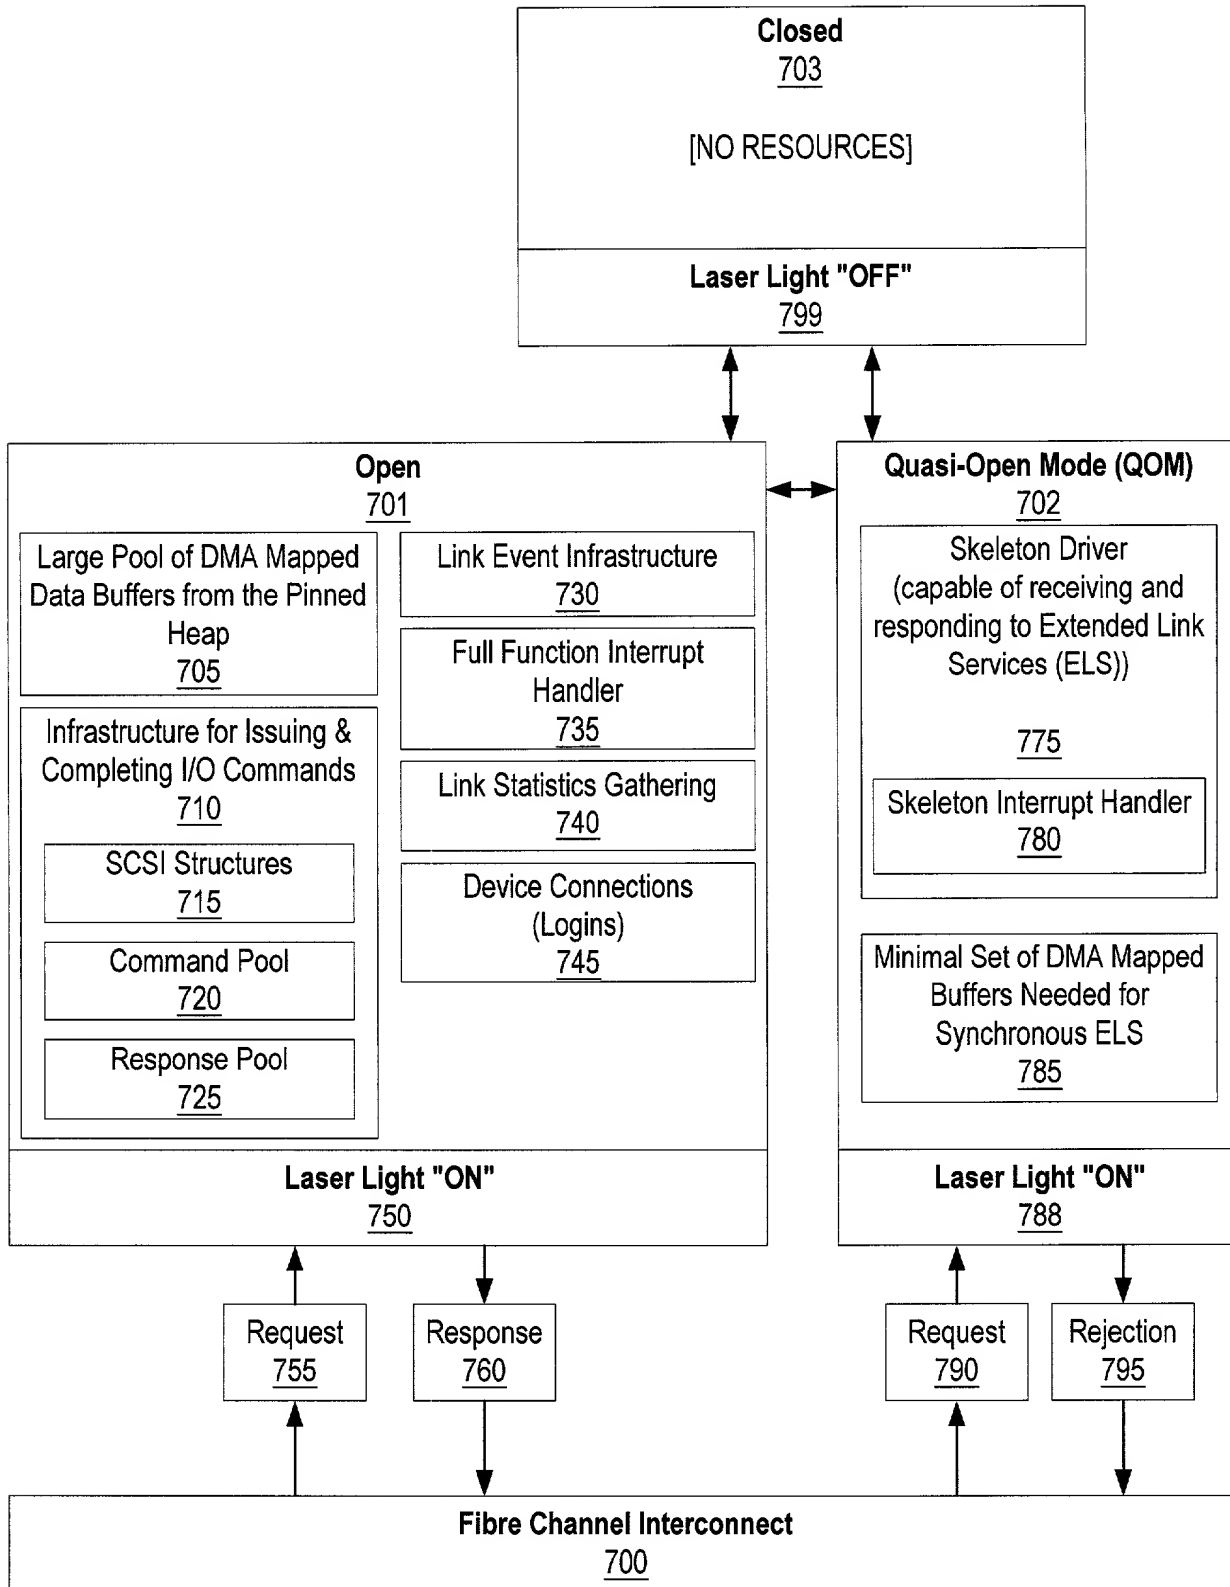 Closed
703
[NO RESOURCES]
Laser Light "OFF"
799
Open
701
Large Pool of DMA Mapped
Data Buffers from the Pinned
Heap
705
Infrastructure for Issuing &
Completing I/O Commands
710
SCSI Structures
715
Command Pool
720
Response Pool
725
Link Event Infrastructure
730
Full Function Interrupt
Handler
735
Link Statistics Gathering
740
Device Connections
(Logins)
745
Laser Light "ON"
750
Quasi-Open Mode (QOM)
702
Skeleton Driver
(capable of receiving and
responding to Extended Link
Services (ELS))
775
Skeleton Interrupt Handler
780
Minimal Set of DMA Mapped
Buffers Needed for
Synchronous ELS
785
Laser Light "ON"
788
Request
755
Response
760
Request
790
Rejection
795
Fibre Channel Interconnect
700